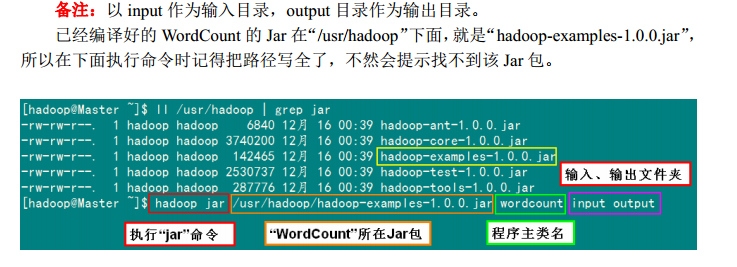 备注：以 input 作为输入目录，output 目录作为输出目录。
已经编译好的 WordCount 的 Jar 在“/usr/hadoop”下面，就是“hadoop-examples-1.0.0.jar”，
所以在下面执行命令时记得把路径写全了，不然会提示找不到该 Jar 包。
[hadoop@Master ~]$ ll /usr/hadoop | grep jar
-rw-rw-r--. 1 hadoop hadoop 6840 12月 16 00:39 hadoop-ant-1.0.0.jar
-rw-rw-r--. 1 hadoop hadoop 3740200 12月 16 00:39 hadoop-core-1.0.0.jar
-rw-rw-r--. 1 hadoop hadoop 142465 12月 16 00:39 hadoop-examples-1.0.0.jar
-rw-rw-r--. 1 hadoop hadoop 2530737 12月 16 00:39 hadoop-test-1.0.0.jar
-rw-rw-r--. 1 hadoop hadoop 287776 12月 16 00:39 hadoop-tools-1.0.0.jar
输入、输出文件夹
[hadoop@Master ~]$ hadoop jar /usr/hadoop/hadoop-examples-1.0.0.jar wordcount input output
执行“jar”命令
“WordCount”所在Jar包
程序主类名